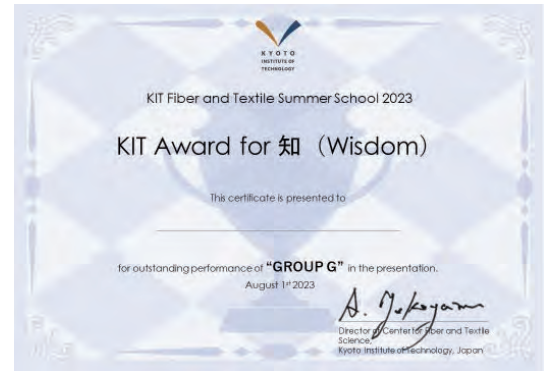 KYOTO
INSTITUTE OF
TECHNOLOGY
KIT Fiber and Textile Summer School 2023
KIT Award for 知 (Wisdom)
This certificate is presented to
for outstanding performance of “GROUP G” in the presentation.
August 1st 2023
A. Yokoyama
Director of Center for Fiber and Textile
Science,
Kyoto Institute of Technology, Japan